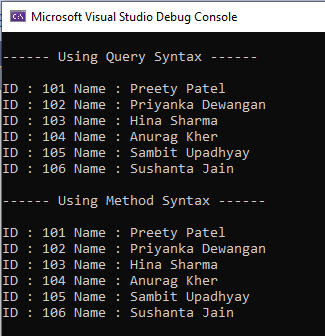 Microsoft Visual Studio Debug Console
------ Using Query Syntax ------
ID : 101 Name : Preety Patel
ID : 102 Name : Priyanka Dewangan
ID : 103 Name : Hina Sharma
ID : 104 Name : Anurag Kher
ID : 105 Name : Sambit Upadhyay
ID : 106 Name : Sushanta Jain
------ Using Method Syntax ------
ID : 101 Name : Preety Patel
ID : 102 Name : Priyanka Dewangan
ID : 103 Name : Hina Sharma
ID : 104 Name : Anurag Kher
ID : 105 Name : Sambit Upadhyay
ID : 106 Name : Sushanta Jain